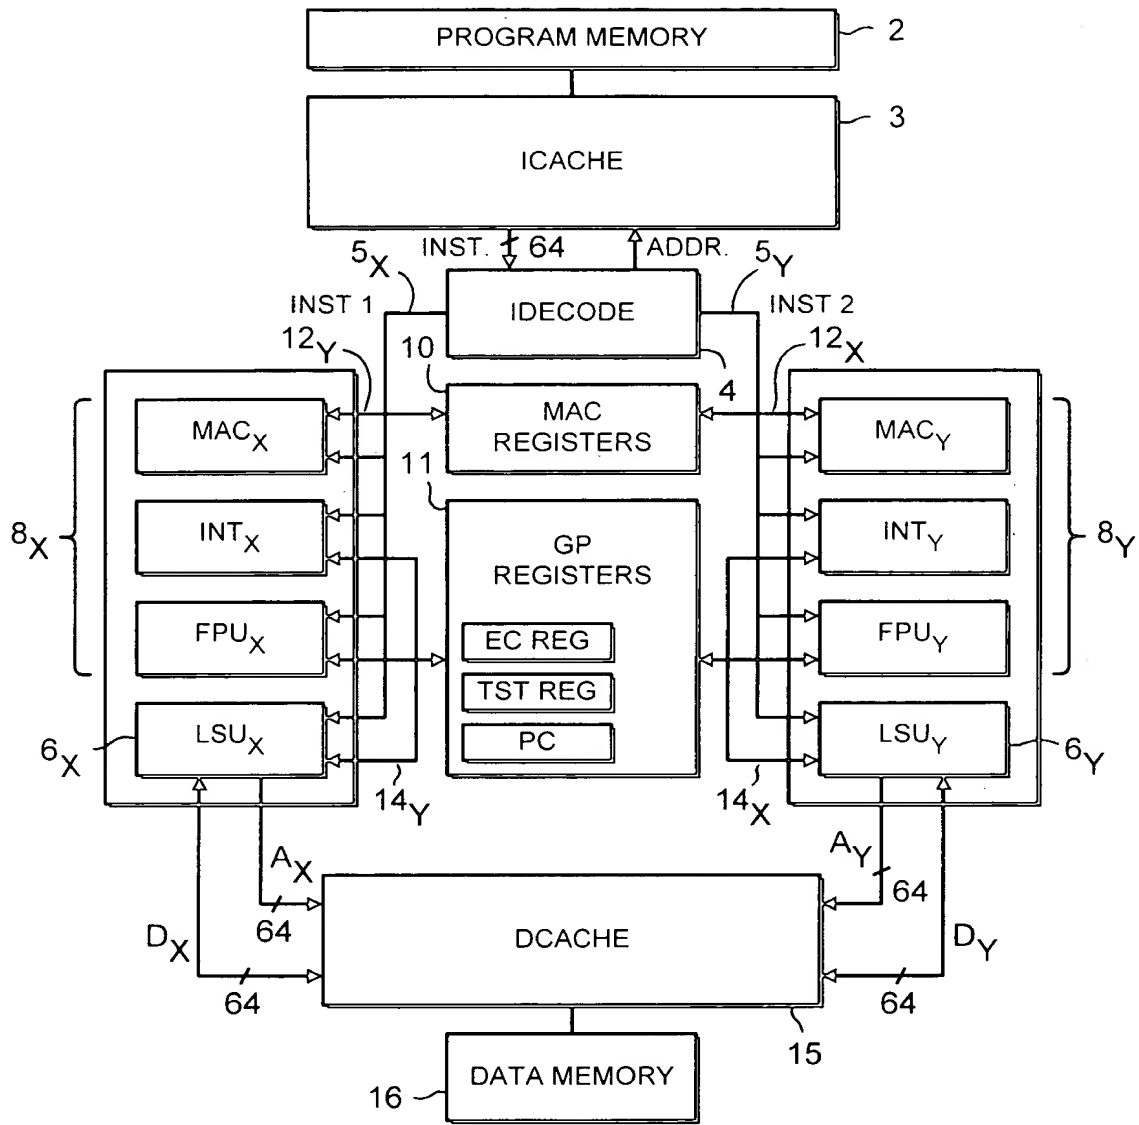 PROGRAM MEMORY
2
ICACHE
3
INST.
64
ADDR.
5X
5Y
INST 1
IDECODE
INST 2
12Y
10
4
12X
MACX
MAC
REGISTERS
MACY
11
8X
INTX
GP
REGISTERS
INTY
8Y
FPUX
EC REG
FPUY
TST REG
6X
LSUX
PC
LSUY
6Y
14Y
14X
AX
AY
64
64
DX
DCACHE
DY
64
64
15
DATA MEMORY
16